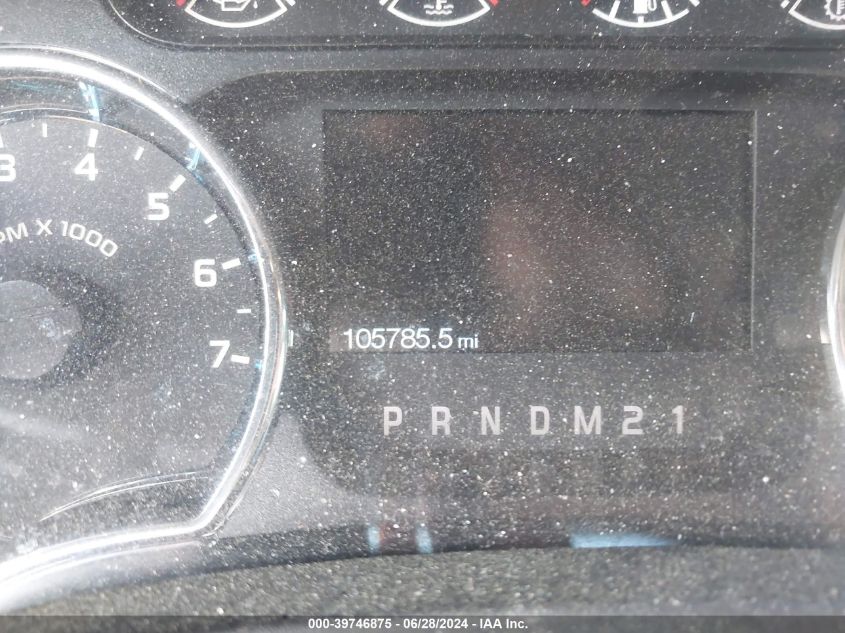 3 4 5 6 7
PM X 1000
105785.5 mi
P R N D M 2 1
000-39746875 - 06/28/2024 - IAA Inc.